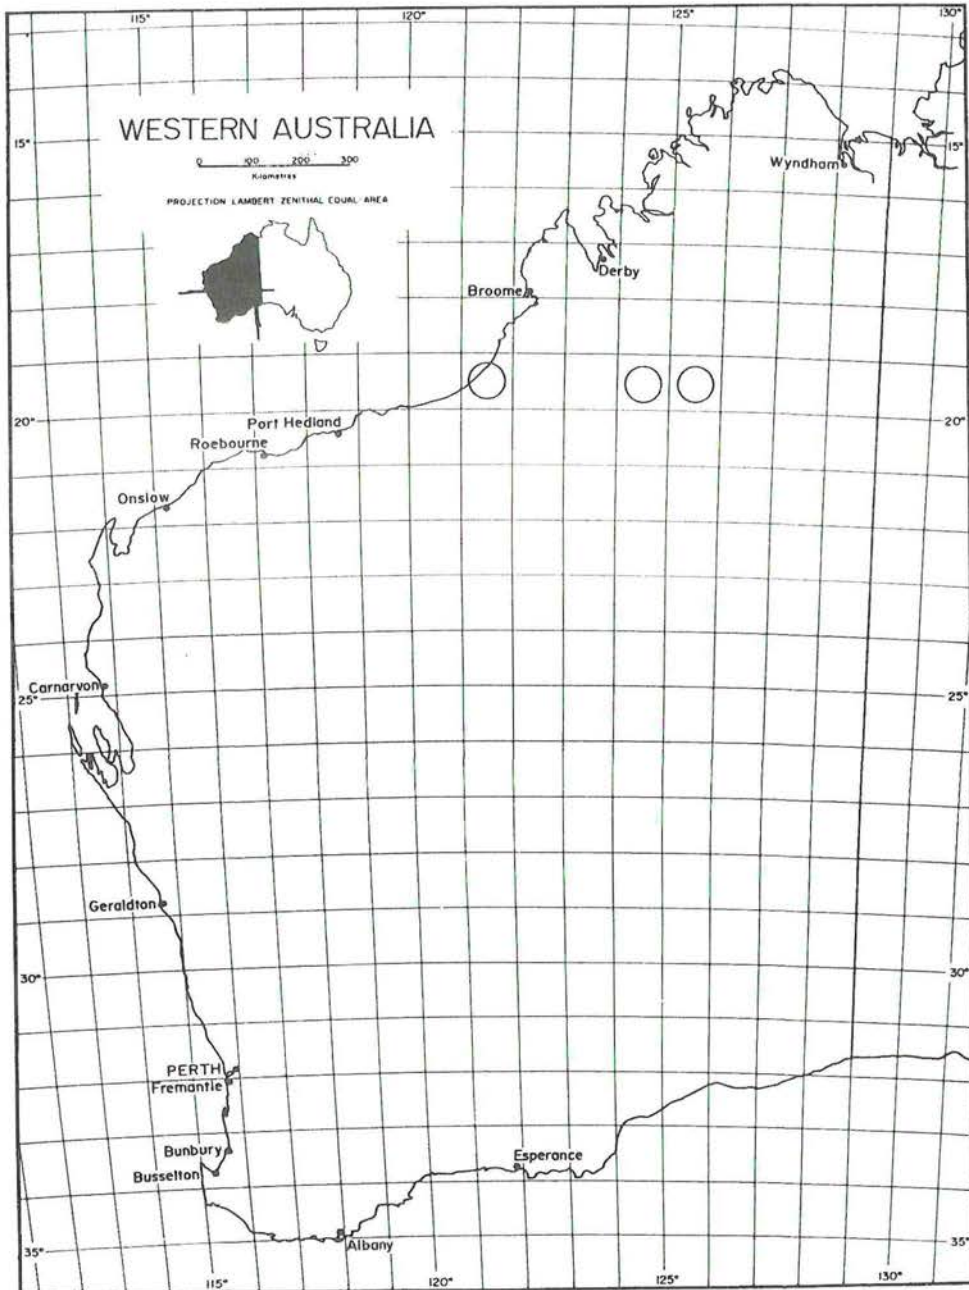 115° 120° 125° 130°
WESTERN AUSTRALIA
0 100 200 300
Kilometres
PROJECTION LAMBERT ZENITHAL EQUAL-AREA
15° 15°
Wyndham
Derby
Broome
20° 20°
Port Hedland
Roebourne
Onslow
Carnarvon
25° 25°
Geraldton
30° 30°
PERTH
Fremantle
Bunbury
Busselton
Esperance
Albany
35° 35°
115° 120° 125° 130°